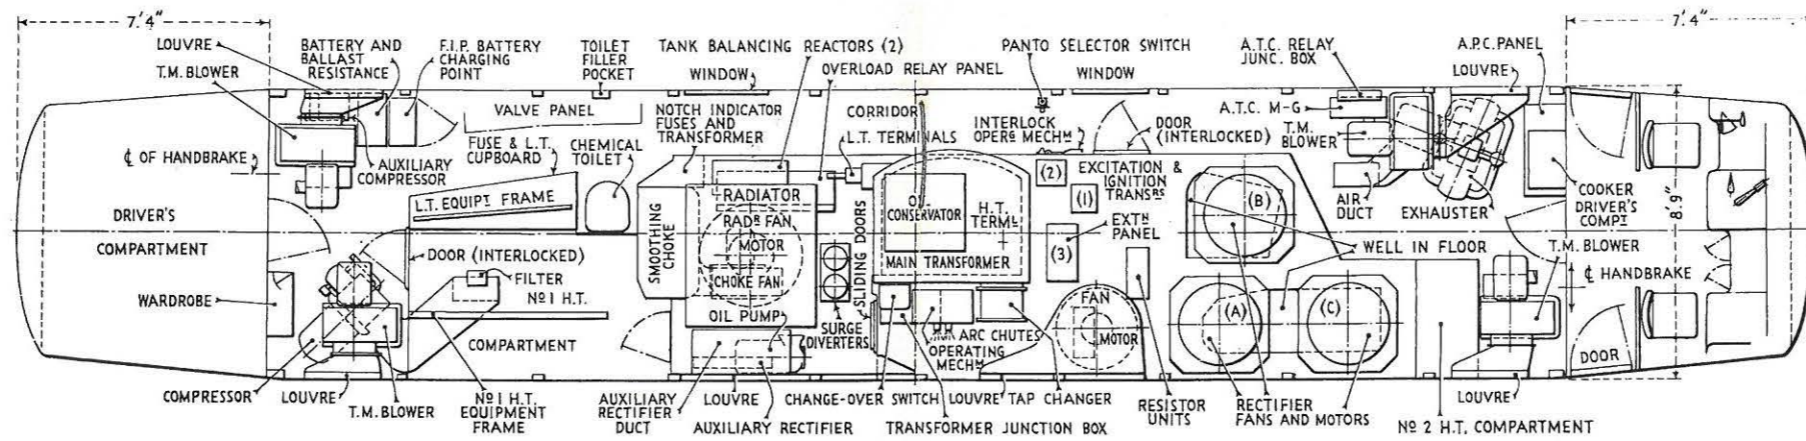 7'.4"
7'.4"
LOUVRE
T.M. BLOWER
BATTERY AND
BALLAST
RESISTANCE
F.I.P. BATTERY
CHARGING
POINT
TOILET
FILLER
POCKET
TANK BALANCING REACTORS (2)
WINDOW
OVERLOAD RELAY PANEL
PANTO SELECTOR SWITCH
WINDOW
A.T.C. RELAY
JUNC. BOX
A.P.C. PANEL
LOUVRE
VALVE PANEL
NOTCH INDICATOR
FUSES AND
TRANSFORMER
CORRIDOR
L.T. TERMINALS
INTERLOCK
OPERG MECHM
DOOR
(INTERLOCKED)
A.T.C. M-G
T.M.
BLOWER
℄ OF HANDBRAKE
AUXILIARY
COMPRESSOR
FUSE & L.T.
CUPBOARD
CHEMICAL
TOILET
L.T. EQUIPT FRAME
RADIATOR
RADR FAN
MOTOR
CHOKE FAN
SMOOTHING
CHOKE
OIL
CONSERVATOR
H.T.
TERML
MAIN TRANSFORMER
(2)
(1)
(3)
EXCITATION &
IGNITION
TRANSRS
EXTN
PANEL
(B)
AIR
DUCT
EXHAUSTER
COOKER
DRIVER'S
COMPT
8'.9"
DRIVER'S
COMPARTMENT
DOOR (INTERLOCKED)
FILTER
No 1 H.T.
COMPARTMENT
WARDROBE
OIL PUMP
SURGE
DIVERTERS
SLIDING DOORS
ARC CHUTES
OPERATING
MECHM
FAN
MOTOR
WELL IN FLOOR
(A)
(C)
T.M. BLOWER
℄ HANDBRAKE
DOOR
COMPRESSOR
LOUVRE
T.M. BLOWER
No 1 H.T.
EQUIPMENT
FRAME
AUXILIARY
RECTIFIER
DUCT
LOUVRE
AUXILIARY RECTIFIER
CHANGE-OVER SWITCH
TRANSFORMER JUNCTION BOX
LOUVRE
TAP CHANGER
RESISTOR
UNITS
RECTIFIER
FANS AND MOTORS
LOUVRE
No 2 H.T. COMPARTMENT